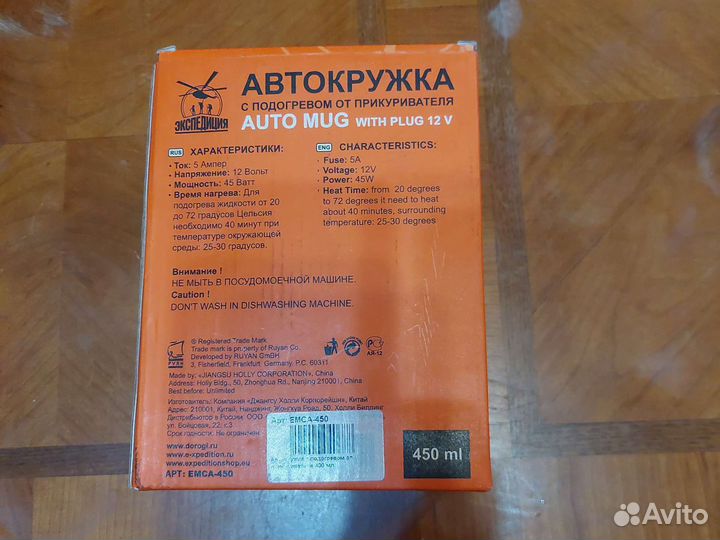 АВТОКРУЖКА
С ПОДОГРЕВОМ ОТ ПРИКУРИВАТЕЛЯ
AUTO MUG WITH PLUG 12 V
ЭКСПЕДИЦИЯ
RUS ХАРАКТЕРИСТИКИ:
• Ток: 5 Ампер
• Напряжение: 12 Вольт
• Мощность: 45 Ватт
• Время нагрева: Для
подогрева жидкости от 20
до 72 градусов Цельсия
необходимо 40 минут при
температуре окружающей
среды: 25-30 градусов.
ENG CHARACTERISTICS:
• Fuse: 5A
• Voltage: 12V
• Power: 45W
• Heat Time: from 20 degrees
to 72 degrees it need to heat
about 40 minutes, surrounding
temperature: 25-30 degrees
Внимание !
НЕ МЫТЬ В ПОСУДОМОЕЧНОЙ МАШИНЕ.
Caution !
DON'T WASH IN DISHWASHING MACHINE.
РУЯН
® Registered Trade Mark
Trade mark is property of Ruyan Co.
Developed by RUYAN GmbH
3, Fisherfield, Frankfurt Germany, P.C. 60311
АЯ-12
Made by: «JIANGSU HOLLY CORPORATION», China
Address: Holly Bldg., 50, Zhonghua Rd., Nanjing 210001, China
Best before: Unlimited
Изготовитель: Компания «Джангсу Холли Корпорейшн», Китай
Адрес: 210001, Китай, Нанджинг, Жонгхуа Роад, 50, Холли Билдинг
Дистрибьютор в России: ООО
ул. Бойцовая, 22, с.3
Срок годности: Не ограничен
www.dorogi.ru
www.e-xpedition.ru
www.expeditionshop.eu
АРТ: EMCA-450
Арт: EMCA-450
подогревом от
450 ml
Avito